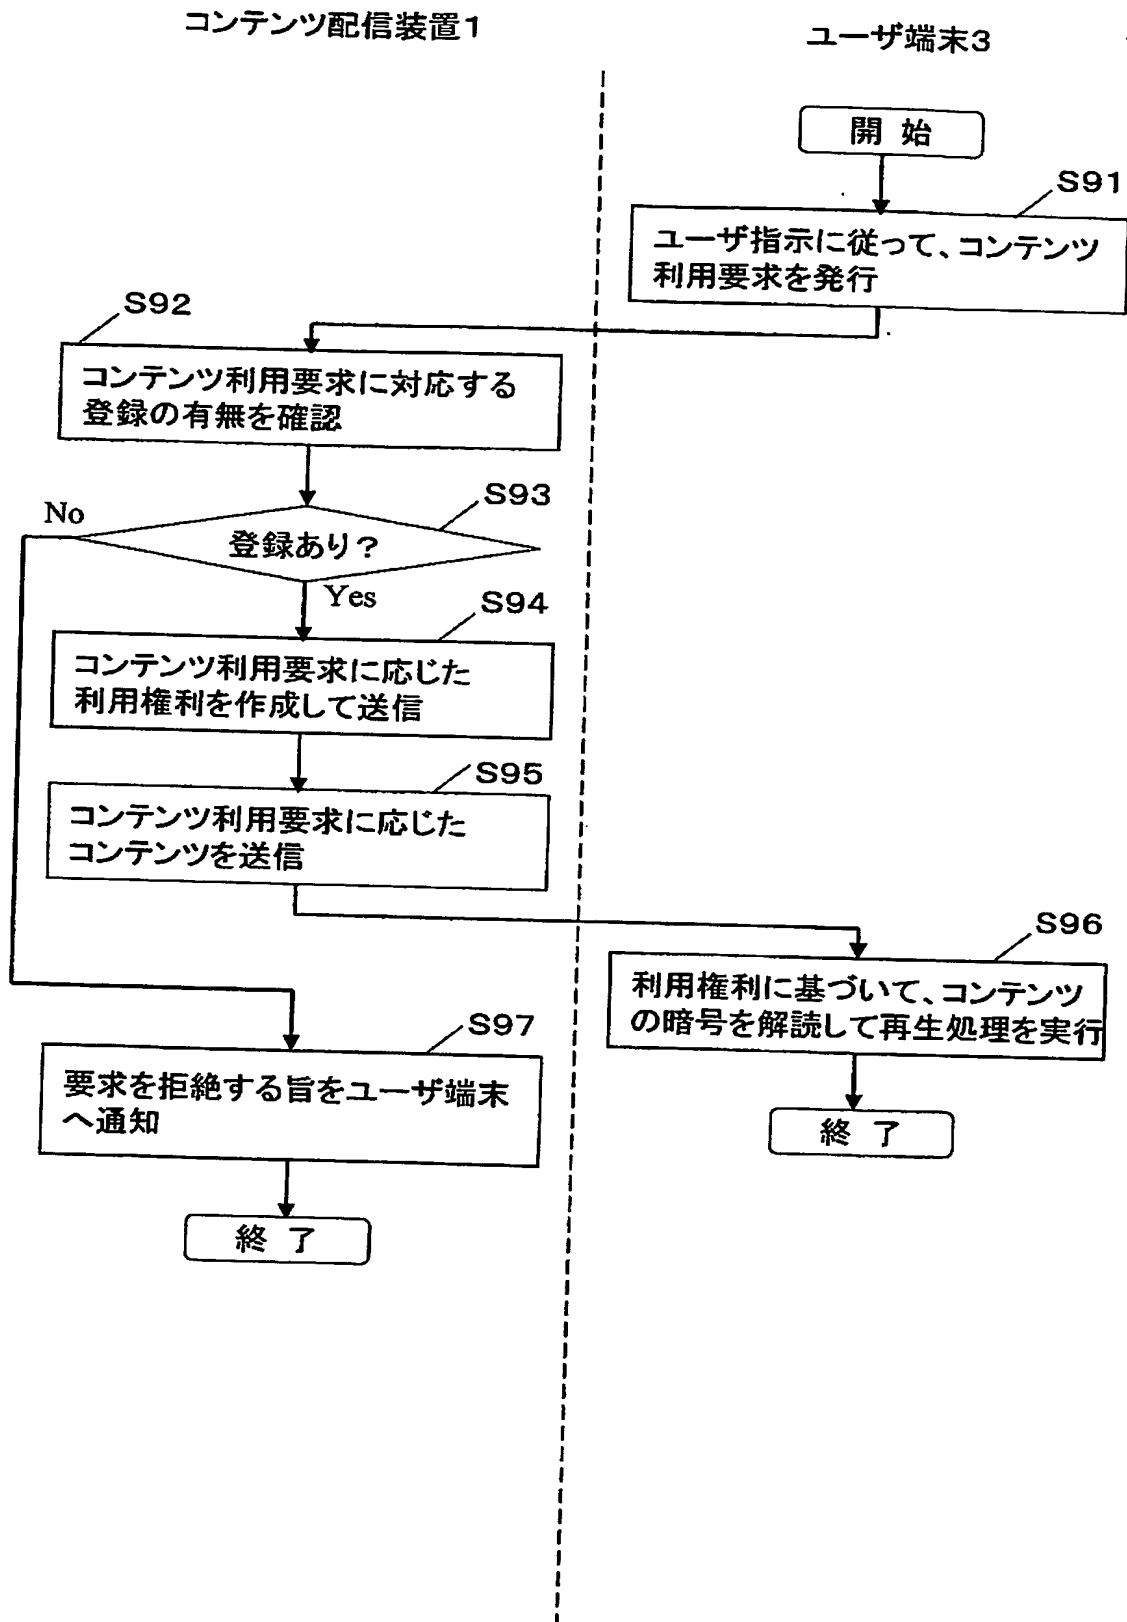 コンテンツ配信装置1
ユーザ端末3
開 始
S91
ユーザ指示に従って、コンテンツ
利用要求を発行
S92
コンテンツ利用要求に対応する
登録の有無を確認
S93
No
登録あり?
Yes
S94
コンテンツ利用要求に応じた
利用権利を作成して送信
S95
コンテンツ利用要求に応じた
コンテンツを送信
S96
利用権利に基づいて、コンテンツ
の暗号を解読して再生処理を実行
S97
要求を拒絶する旨をユーザ端末
へ通知
終 了
終 了